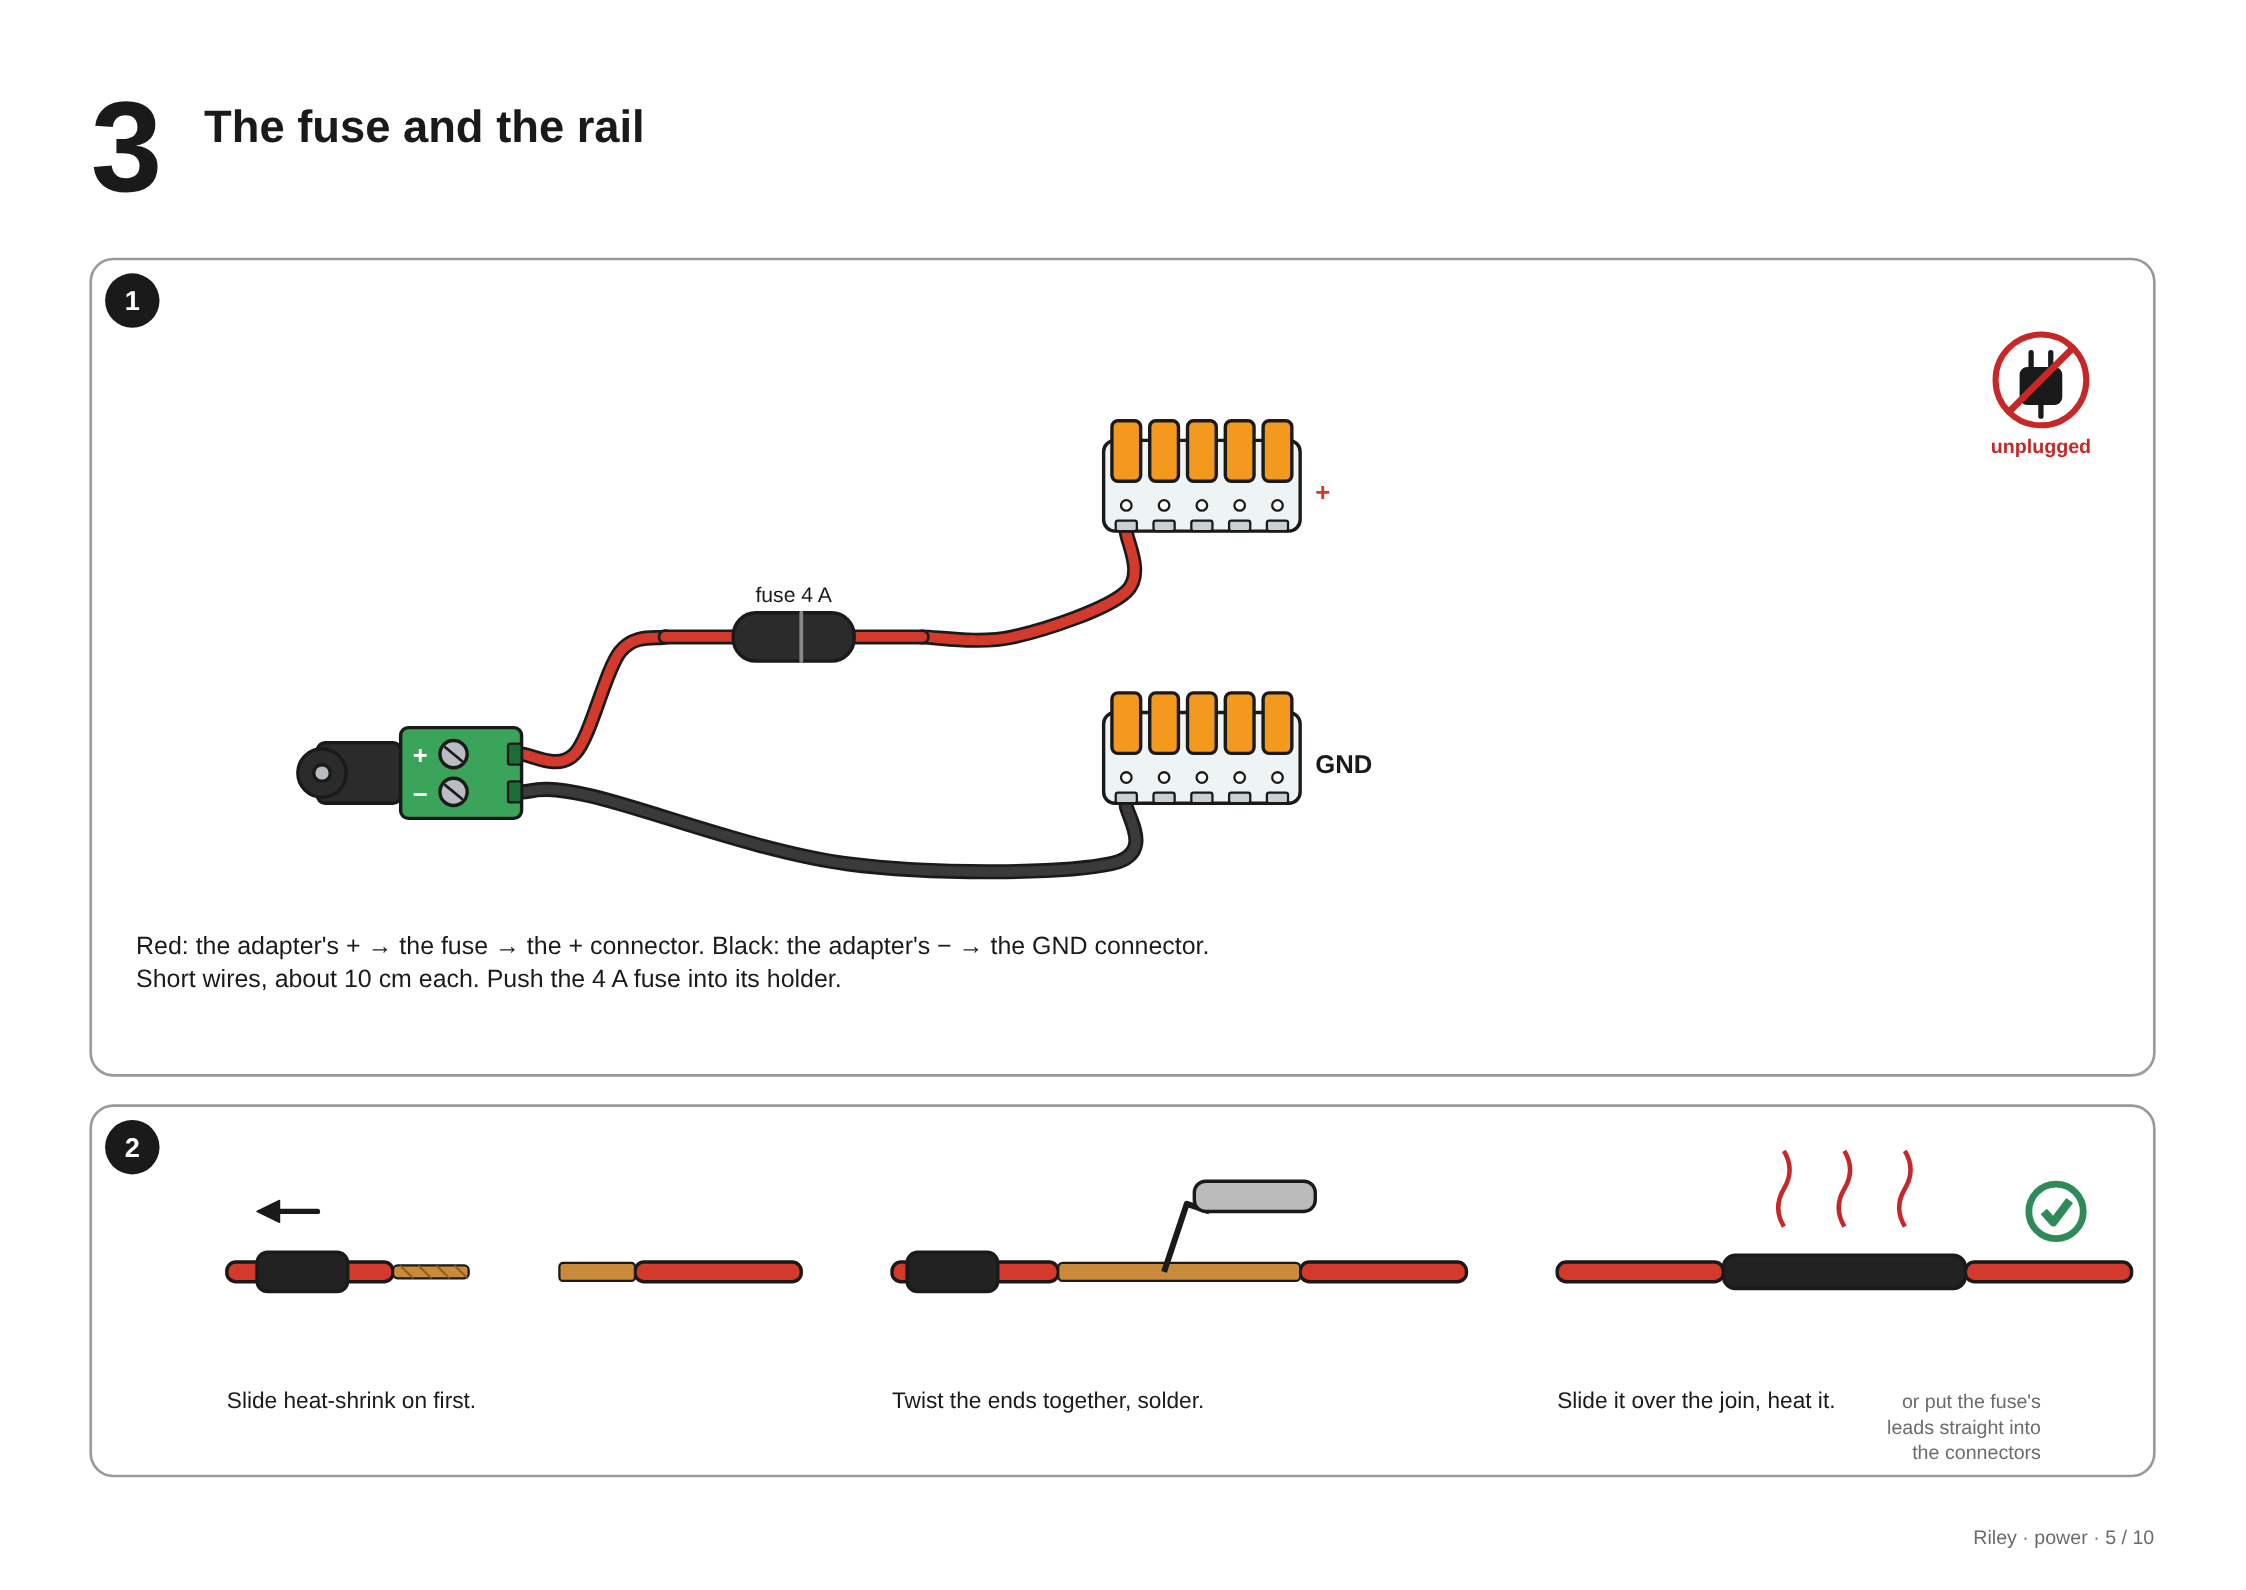 3 The fuse and the rail
1
unplugged
+
fuse 4 A
+
GND
−
Red: the adapter's + → the fuse → the + connector. Black: the adapter's − → the GND connector.
Short wires, about 10 cm each. Push the 4 A fuse into its holder.
2
Slide heat-shrink on first.
Twist the ends together, solder.
Slide it over the join, heat it.
or put the fuse's
leads straight into
the connectors
Riley · power · 5 / 10